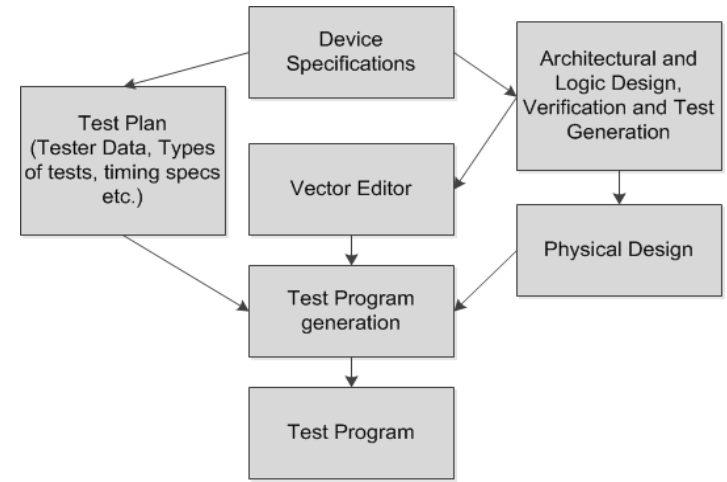 Device
Specifications
Architectural and
Logic Design,
Verification and Test
Generation
Test Plan
(Tester Data, Types
of tests, timing specs
etc.)
Vector Editor
Physical Design
Test Program
generation
Test Program